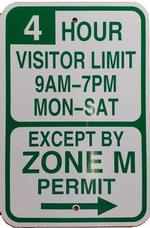 4 HOUR
VISITOR LIMIT
9AM-7PM
MON-SAT
EXCEPT BY
ZONE M
PERMIT